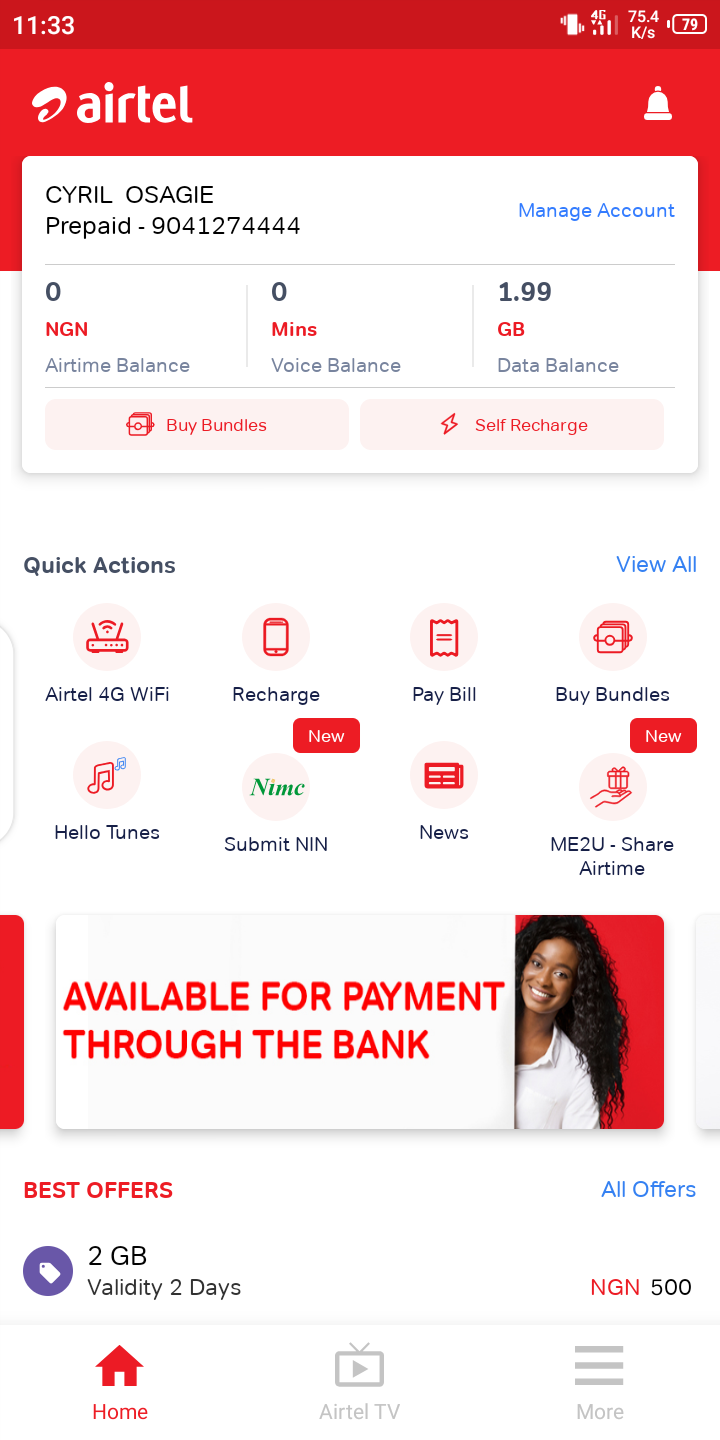 11:33
4G
75.4
K/s
79
airtel
CYRIL OSAGIE
Prepaid - 9041274444
Manage Account
0
NGN
Airtime Balance
0
Mins
Voice Balance
1.99
GB
Data Balance
Buy Bundles
Self Recharge
Quick Actions
View All
Airtel 4G WiFi
Recharge
Pay Bill
Buy Bundles
Hello Tunes
New
Nimc
Submit NIN
News
New
ME2U - Share
Airtime
AVAILABLE FOR PAYMENT
THROUGH THE BANK
BEST OFFERS
All Offers
2 GB
Validity 2 Days
NGN 500
Home
Airtel TV
More